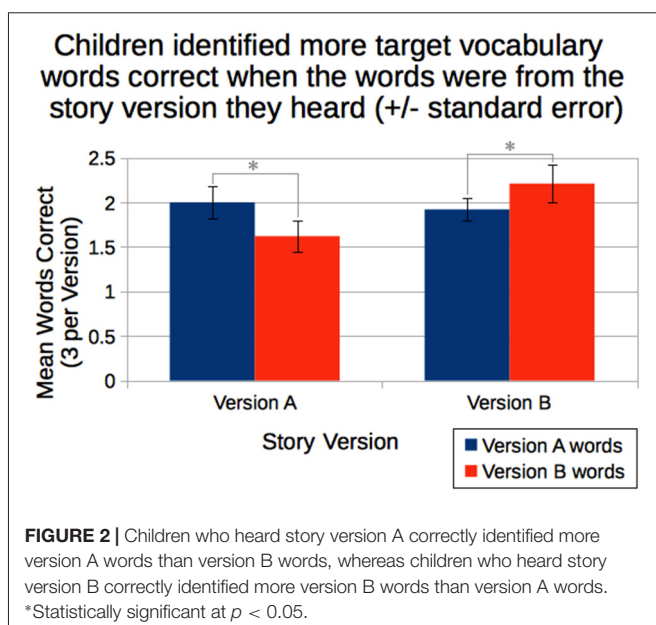 Children identified more target vocabulary
words correct when the words were from the
story version they heard (+/- standard error)
2.5
2
1.5
1
0.5
0
Mean Words Correct
(3 per Version)
*
*
Version A
Version B
Story Version
Version A words
Version B words
FIGURE 2 | Children who heard story version A correctly identified more
version A words than version B words, whereas children who heard story
version B correctly identified more version B words than version A words.
*Statistically significant at p < 0.05.